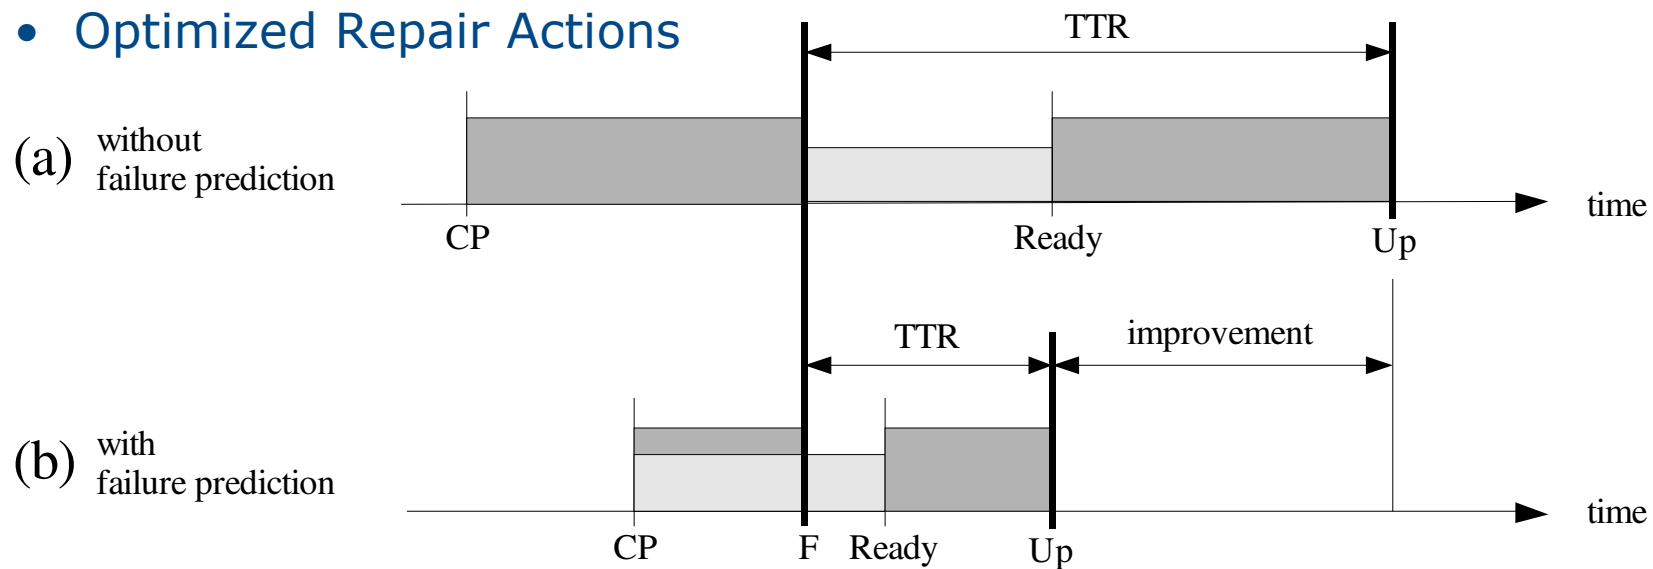 • Optimized Repair Actions
TTR
(a) without
failure prediction
time
CP
Ready
Up
TTR
improvement
(b) with
failure prediction
time
CP
F
Ready
Up